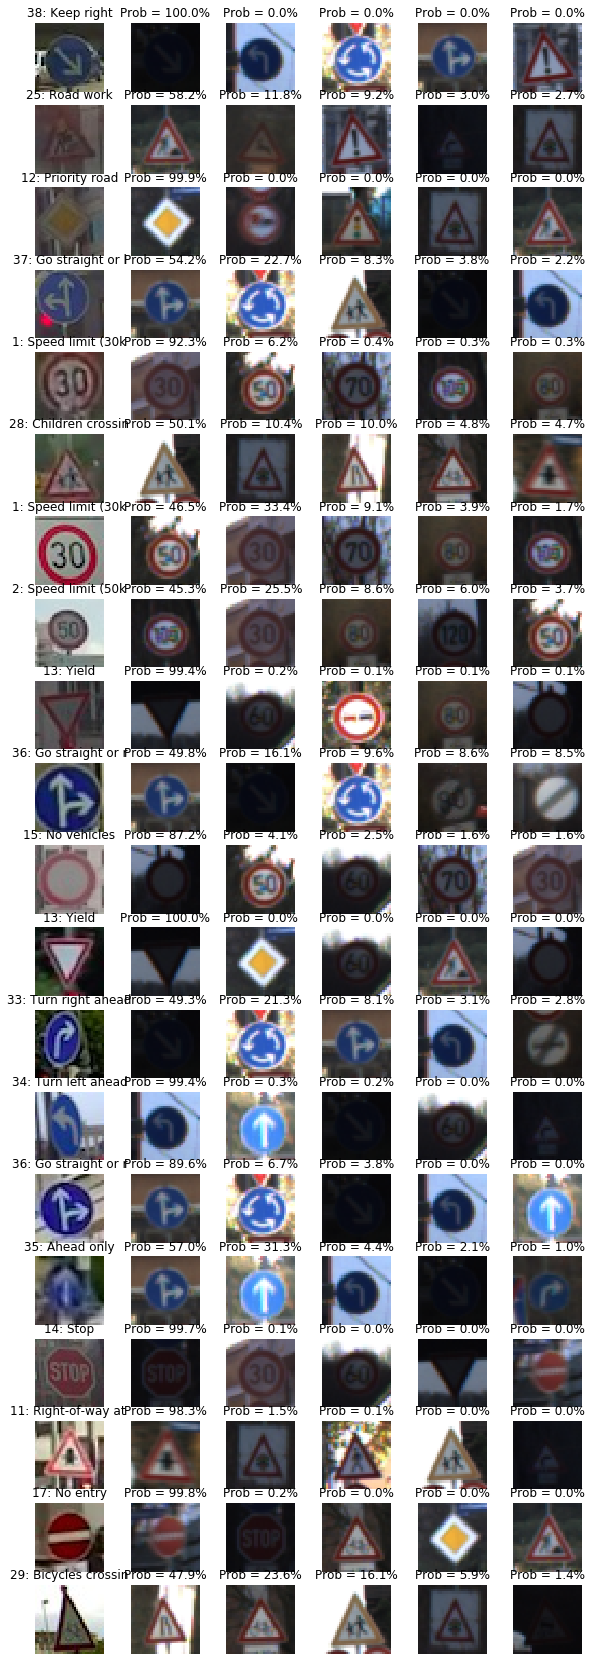 38: Keep right Prob = 100.0% Prob = 0.0% Prob = 0.0% Prob = 0.0% Prob = 0.0%
25: Road work Prob = 58.2% Prob = 11.8% Prob = 9.2% Prob = 3.0% Prob = 2.7%
12: Priority road Prob = 99.9% Prob = 0.0% Prob = 0.0% Prob = 0.0% Prob = 0.0%
37: Go straight or l Prob = 54.2% Prob = 22.7% Prob = 8.3% Prob = 3.8% Prob = 2.2%
1: Speed limit (30k Prob = 92.3% Prob = 6.2% Prob = 0.4% Prob = 0.3% Prob = 0.3%
30 30 50 70 100 80
28: Children crossin Prob = 50.1% Prob = 10.4% Prob = 10.0% Prob = 4.8% Prob = 4.7%
1: Speed limit (30k Prob = 46.5% Prob = 33.4% Prob = 9.1% Prob = 3.9% Prob = 1.7%
30 50 30 70 80 100
2: Speed limit (50k Prob = 45.3% Prob = 25.5% Prob = 8.6% Prob = 6.0% Prob = 3.7%
50 100 30 80 120 50
13: Yield Prob = 99.4% Prob = 0.2% Prob = 0.1% Prob = 0.1% Prob = 0.1%
60 80
36: Go straight or r Prob = 49.8% Prob = 16.1% Prob = 9.6% Prob = 8.6% Prob = 8.5%
80
15: No vehicles Prob = 87.2% Prob = 4.1% Prob = 2.5% Prob = 1.6% Prob = 1.6%
50 60 70 30
13: Yield Prob = 100.0% Prob = 0.0% Prob = 0.0% Prob = 0.0% Prob = 0.0%
60
33: Turn right ahead Prob = 49.3% Prob = 21.3% Prob = 8.1% Prob = 3.1% Prob = 2.8%
34: Turn left ahead Prob = 99.4% Prob = 0.3% Prob = 0.2% Prob = 0.0% Prob = 0.0%
60
36: Go straight or r Prob = 89.6% Prob = 6.7% Prob = 3.8% Prob = 0.0% Prob = 0.0%
35: Ahead only Prob = 57.0% Prob = 31.3% Prob = 4.4% Prob = 2.1% Prob = 1.0%
14: Stop Prob = 99.7% Prob = 0.1% Prob = 0.0% Prob = 0.0% Prob = 0.0%
STOP STOP 30 60
11: Right-of-way at Prob = 98.3% Prob = 1.5% Prob = 0.1% Prob = 0.0% Prob = 0.0%
17: No entry Prob = 99.8% Prob = 0.2% Prob = 0.0% Prob = 0.0% Prob = 0.0%
STOP
29: Bicycles crossin Prob = 47.9% Prob = 23.6% Prob = 16.1% Prob = 5.9% Prob = 1.4%